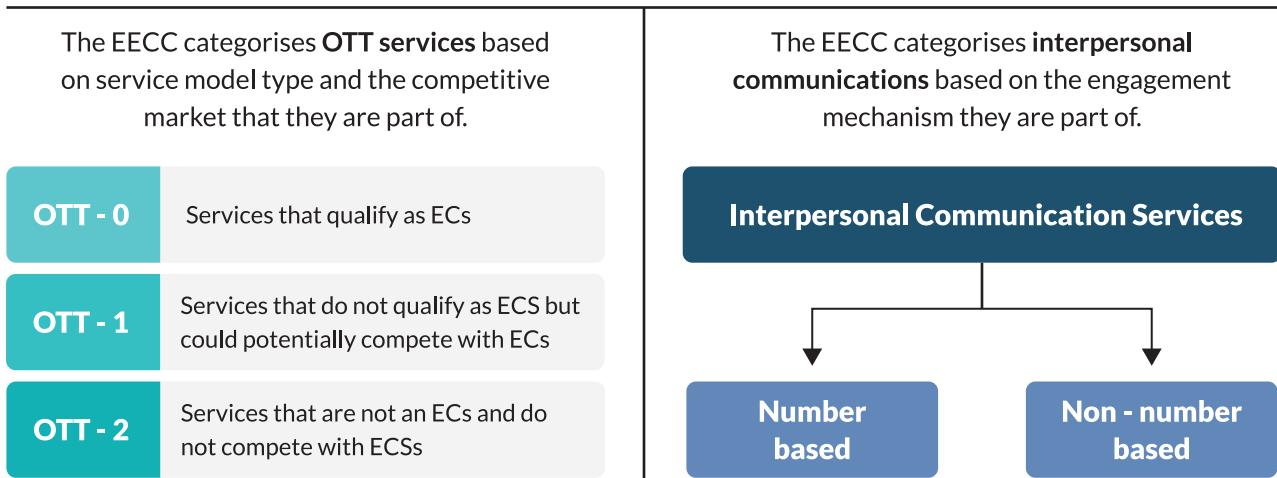 The EECC categorises OTT services based
on service model type and the competitive
market that they are part of.
OTT - 0
Services that qualify as ECs
OTT - 1
Services that do not qualify as ECS but
could potentially compete with ECs
OTT - 2
Services that are not an ECs and do
not compete with ECSs
The EECC categorises interpersonal
communications based on the engagement
mechanism they are part of.
Interpersonal Communication Services
Number
based
Non - number
based